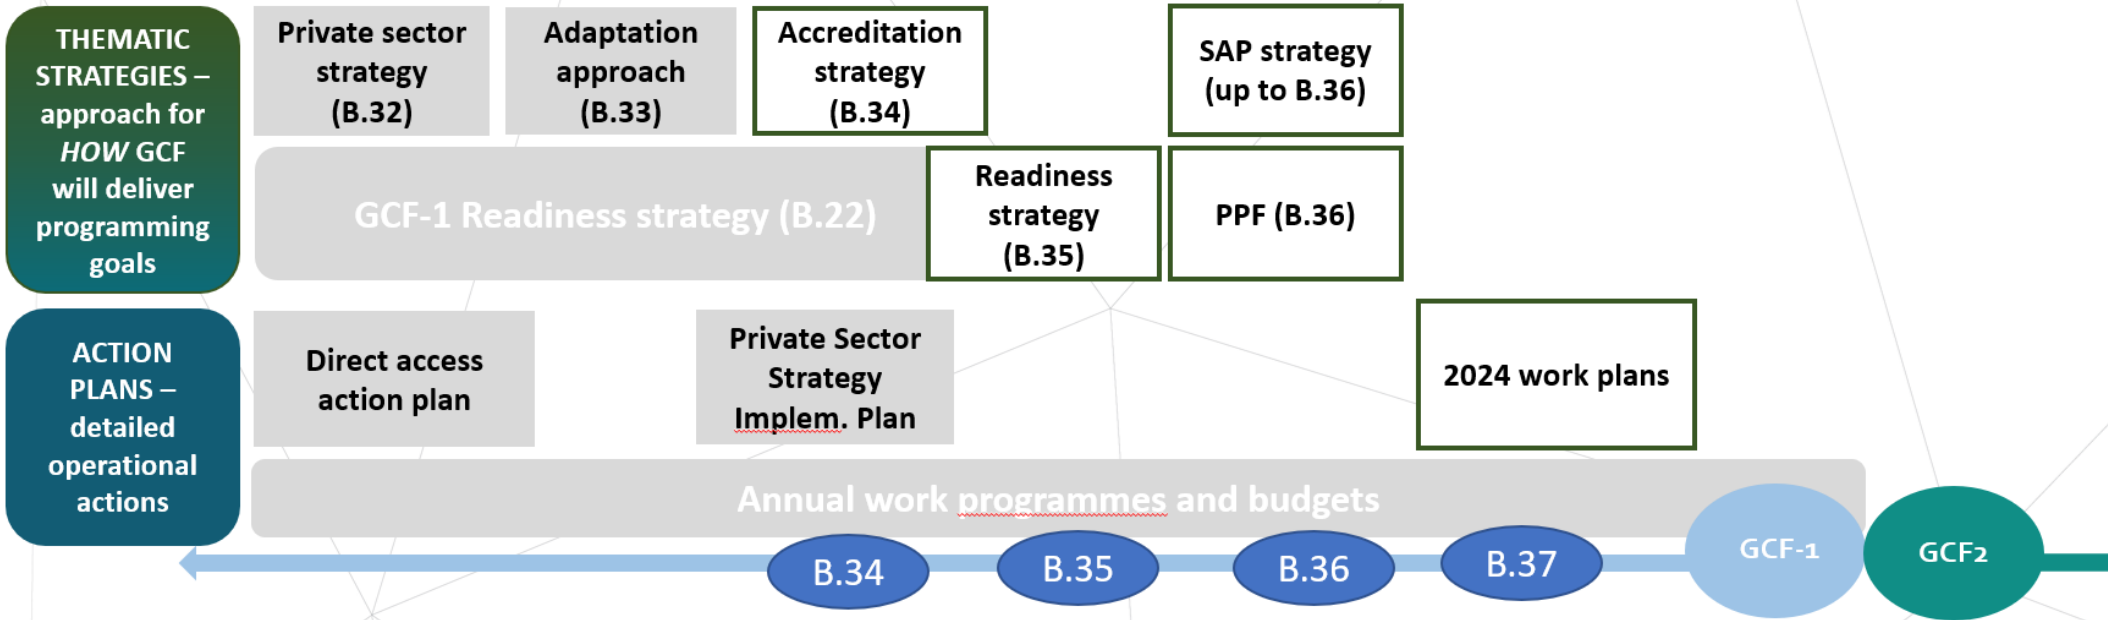 THEMATIC
STRATEGIES –
approach for
HOW GCF
will deliver
programming
goals
Private sector
strategy
(B.32)
Adaptation
approach
(B.33)
Accreditation
strategy
(B.34)
SAP strategy
(up to B.36)
GCF-1 Readiness strategy (B.22)
Readiness
strategy
(B.35)
PPF (B.36)
ACTION
PLANS –
detailed
operational
actions
Direct access
action plan
Private Sector
Strategy
Implem. Plan
2024 work plans
Annual work programmes and budgets
B.34
B.35
B.36
B.37
GCF-1
GCF2